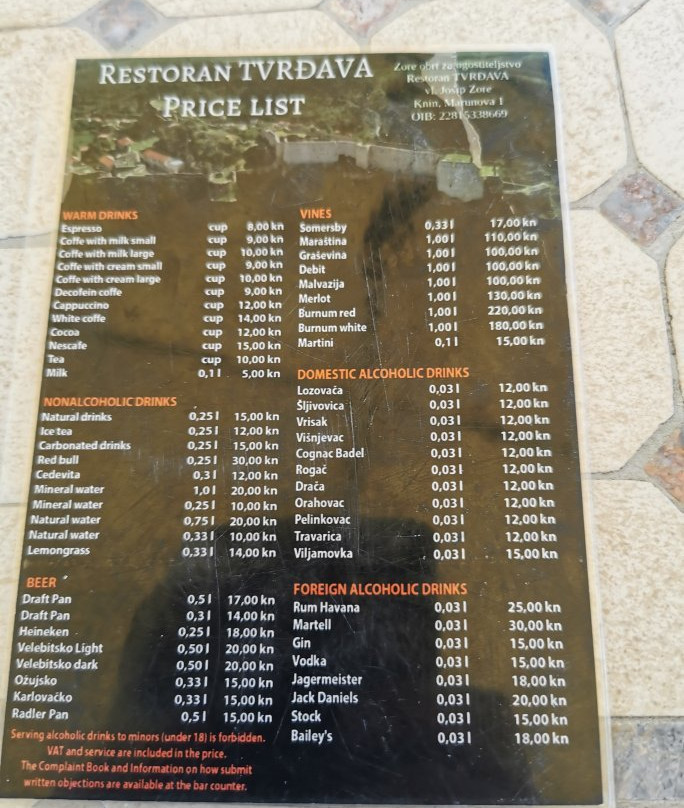 RESTORAN TVRĐAVA
PRICE LIST
Zore obrt za ugostiteljstvo
Restoran TVRĐAVA
vl. Josip Zore
Knin, Marunova 1
OIB: 22815338669
WARM DRINKS
Espresso cup 8,00 kn
Coffe with milk small cup 9,00 kn
Coffe with milk large cup 10,00 kn
Coffe with cream small cup 9,00 kn
Coffe with cream large cup 10,00 kn
Decofein coffe cup 9,00 kn
Cappuccino cup 12,00 kn
White coffe cup 14,00 kn
Cocoa cup 12,00 kn
Nescafe cup 15,00 kn
Tea cup 10,00 kn
Milk 0,1 l 5,00 kn
NONALCOHOLIC DRINKS
Natural drinks 0,25 l 15,00 kn
Ice tea 0,25 l 12,00 kn
Carbonated drinks 0,25 l 15,00 kn
Red bull 0,25 l 30,00 kn
Cedevita 0,3 l 12,00 kn
Mineral water 1,0 l 20,00 kn
Mineral water 0,25 l 10,00 kn
Natural water 0,75 l 20,00 kn
Natural water 0,33 l 10,00 kn
Lemongrass 0,33 l 14,00 kn
BEER
Draft Pan 0,5 l 17,00 kn
Draft Pan 0,3 l 14,00 kn
Heineken 0,25 l 18,00 kn
Velebitsko Light 0,50 l 20,00 kn
Velebitsko dark 0,50 l 20,00 kn
Ožujsko 0,33 l 15,00 kn
Karlovačko 0,33 l 15,00 kn
Radler Pan 0,5 l 15,00 kn
Serving alcoholic drinks to minors (under 18) is forbidden.
VAT and service are included in the price.
The Complaint Book and Information on how submit
written objections are available at the bar counter.
VINES
Somersby 0,33 l 17,00 kn
Maraština 1,00 l 110,00 kn
Graševina 1,00 l 100,00 kn
Debit 1,00 l 100,00 kn
Malvazija 1,00 l 100,00 kn
Merlot 1,00 l 130,00 kn
Burnum red 1,00 l 220,00 kn
Burnum white 1,00 l 180,00 kn
Martini 0,1 l 15,00 kn
DOMESTIC ALCOHOLIC DRINKS
Lozovača 0,03 l 12,00 kn
Šljivovica 0,03 l 12,00 kn
Vrisak 0,03 l 12,00 kn
Višnjevac 0,03 l 12,00 kn
Cognac Badel 0,03 l 12,00 kn
Rogač 0,03 l 12,00 kn
Drača 0,03 l 12,00 kn
Orahovac 0,03 l 12,00 kn
Pelinkovac 0,03 l 12,00 kn
Travarica 0,03 l 12,00 kn
Viljamovka 0,03 l 15,00 kn
FOREIGN ALCOHOLIC DRINKS
Rum Havana 0,03 l 25,00 kn
Martell 0,03 l 30,00 kn
Gin 0,03 l 15,00 kn
Vodka 0,03 l 15,00 kn
Jagermeister 0,03 l 18,00 kn
Jack Daniels 0,03 l 20,00 kn
Stock 0,03 l 15,00 kn
Bailey's 0,03 l 18,00 kn